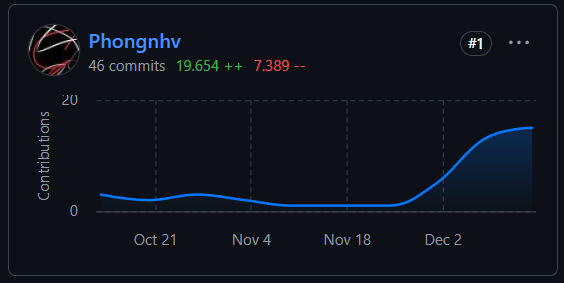 Phongnhv
#1
46 commits 19.654 ++ 7.389 --
Contributions
20
0
Oct 21 Nov 4 Nov 18 Dec 2